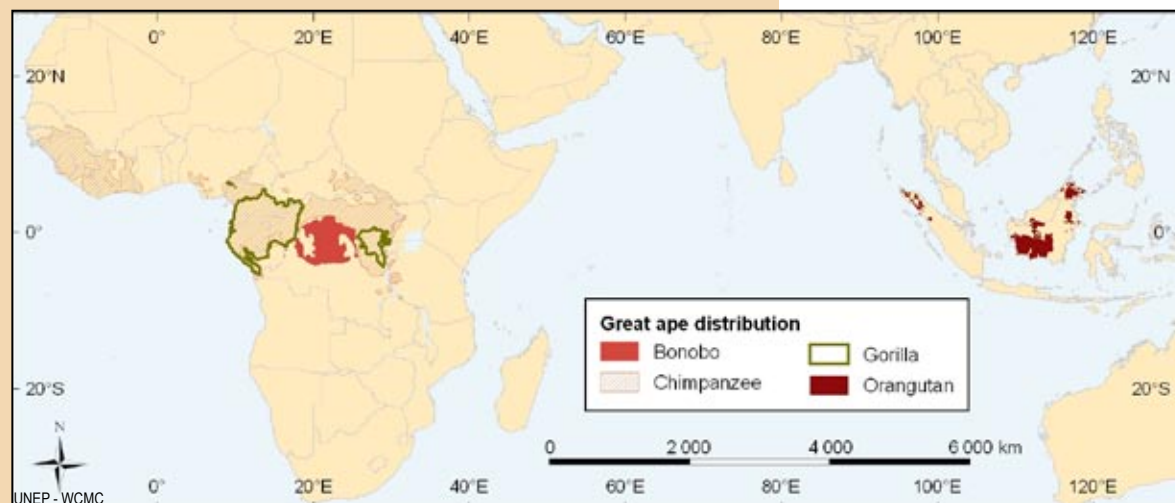 0° 20°E 40°E 60°E 80°E 100°E 120°E
20°N 20°N
0° 0°
Great ape distribution
Bonobo Gorilla
Chimpanzee Orangutan
20°S 20°S
N
0 2 000 4 000 6 000 km
0° 20°E 40°E 60°E 80°E 100°E 120°E
UNEP - WCMC